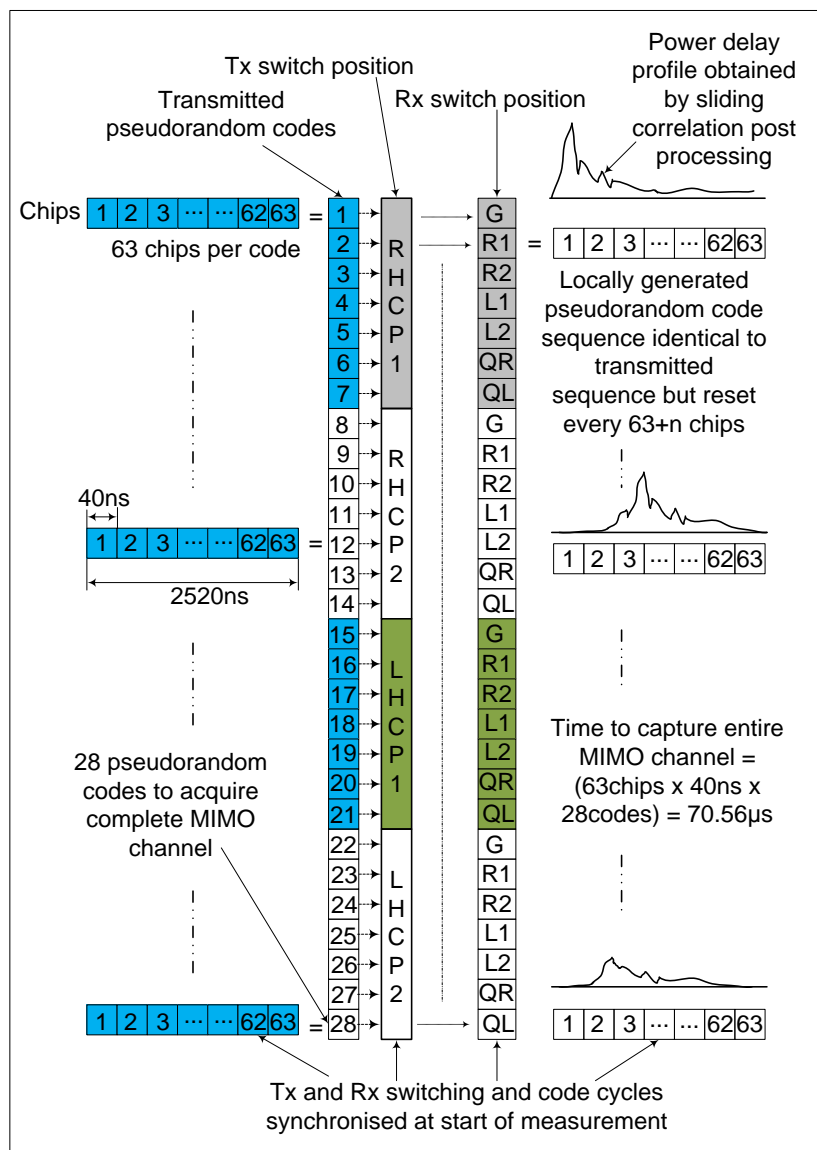 Tx switch position
Transmitted
pseudorandom codes
Rx switch position
Power delay
profile obtained
by sliding
correlation post
processing
Chips
1 2 3 ... ... 62 63 =
63 chips per code
1
2
3
4
5
6
7
8
9
10
11
12
13
14
15
16
17
18
19
20
21
22
23
24
25
26
27
28
RHCP1
RHCP2
LHCP1
LHCP2
G
R1
R2
L1
L2
QR
QL
G
R1
R2
L1
L2
QR
QL
G
R1
R2
L1
L2
QR
QL
G
R1
R2
L1
L2
QR
QL
= 1 2 3 ... ... 62 63
Locally generated
pseudorandom code
sequence identical to
transmitted
sequence but reset
every 63+n chips
40ns
1 2 3 ... ... 62 63 =
2520ns
1 2 3 ... ... 62 63
28 pseudorandom
codes to acquire
complete MIMO
channel
Time to capture entire
MIMO channel =
(63chips x 40ns x
28codes) = 70.56µs
1 2 3 ... ... 62 63 =
1 2 3 ... ... 62 63
Tx and Rx switching and code cycles
synchronised at start of measurement